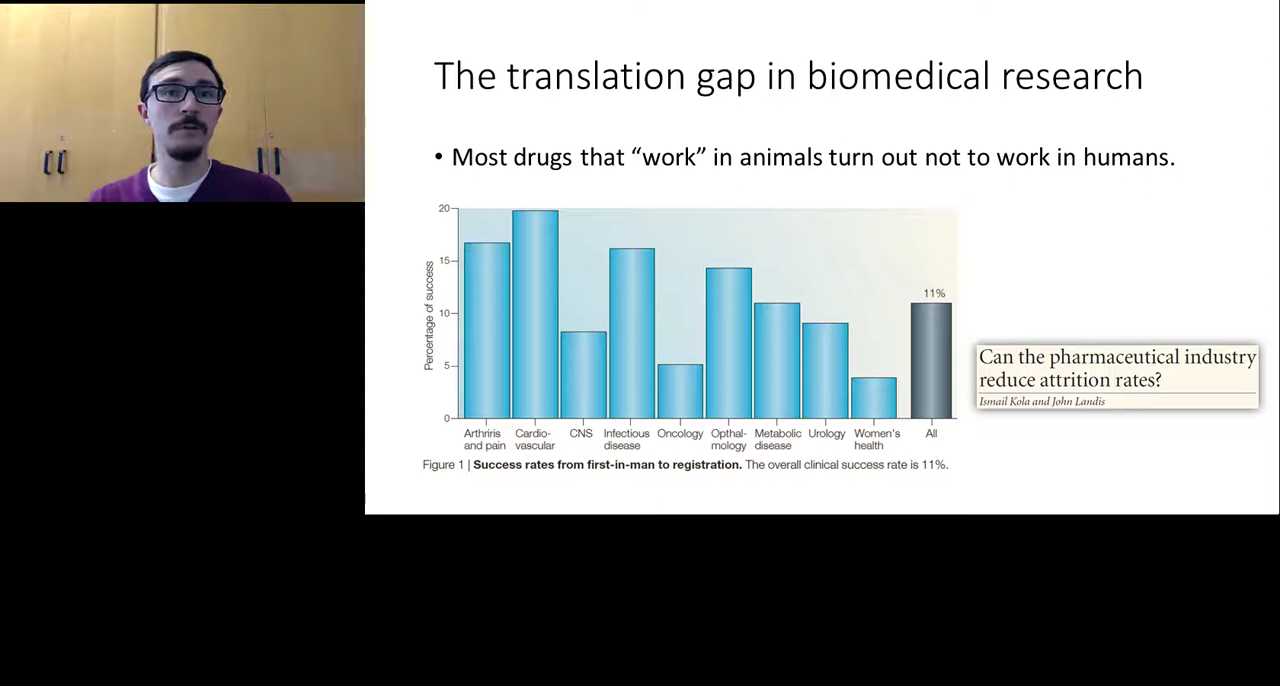 The translation gap in biomedical research
• Most drugs that “work” in animals turn out not to work in humans.
Percentage of success
20
15
10
5
0
11%
Arthriris
and pain
Cardio-
vascular
CNS
Infectious
disease
Oncology
Opthal-
mology
Metabolic
disease
Urology
Women's
health
All
Figure 1 | Success rates from first-in-man to registration. The overall clinical success rate is 11%.
Can the pharmaceutical industry
reduce attrition rates?
Ismail Kola and John Landis